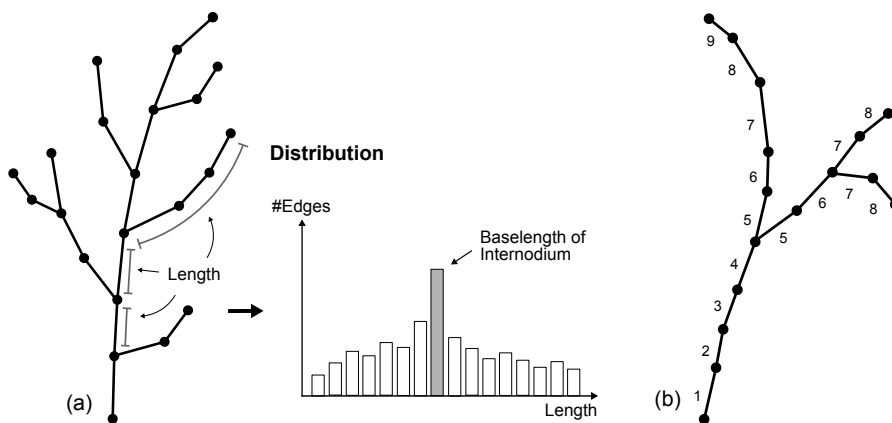 Distribution
#Edges
Baselength of
Internodium
Length
(a)
Length
9
8
7
6
5
4
3
2
1
5
6
7
8
7
8
(b)